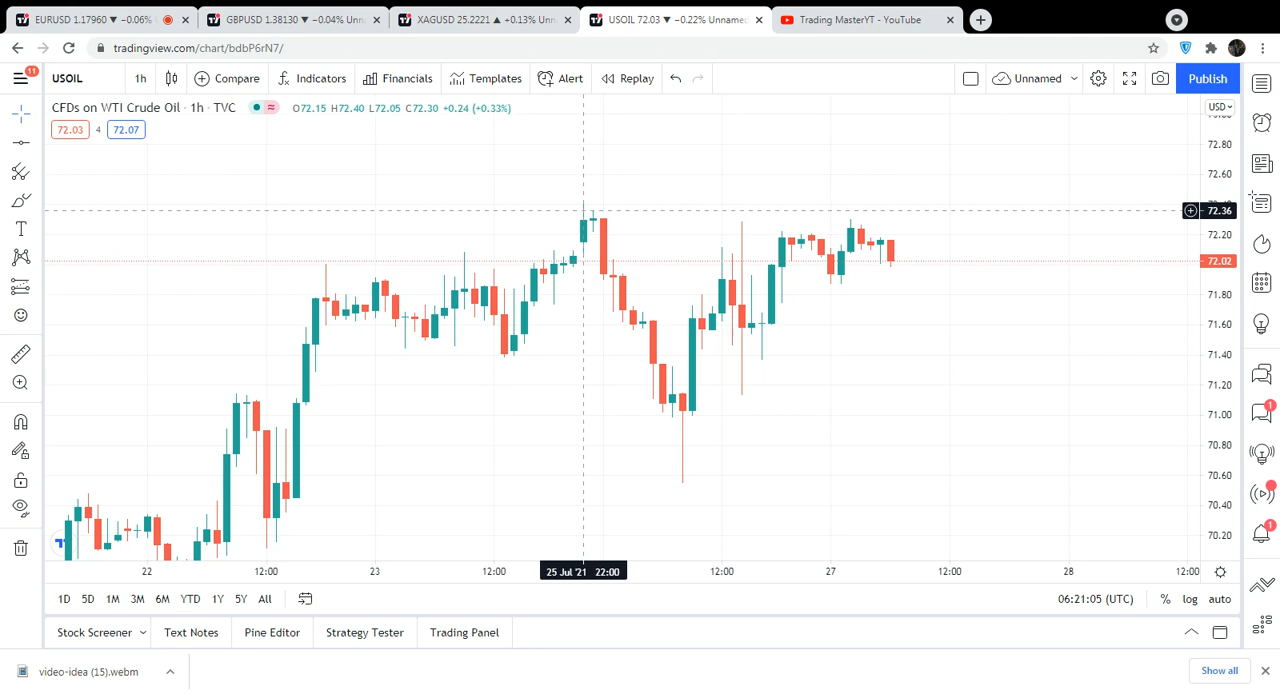 EURUSD 1.17960 ▼ −0.06%
GBPUSD 1.38130 ▼ −0.04% Unn
XAGUSD 25.2221 ▲ +0.13% Unn
USOIL 72.03 ▼ −0.22% Unnamed
Trading MasterYT - YouTube
tradingview.com/chart/bdbP6rN7/
11
USOIL
1h
Compare
Indicators
Financials
Templates
Alert
Replay
Unnamed
Publish
CFDs on WTI Crude Oil · 1h · TVC
O72.15 H72.40 L72.05 C72.30 +0.24 (+0.33%)
USD
72.03 4 72.07
72.80
72.60
72.36
72.20
72.02
71.80
71.60
71.40
71.20
71.00
70.80
70.60
70.40
70.20
1
1
22 12:00 23 12:00 25 Jul '21 22:00 12:00 27 12:00 28 12:00
1D 5D 1M 3M 6M YTD 1Y 5Y All
06:21:05 (UTC) % log auto
Stock Screener Text Notes Pine Editor Strategy Tester Trading Panel
video-idea (15).webm
Show all